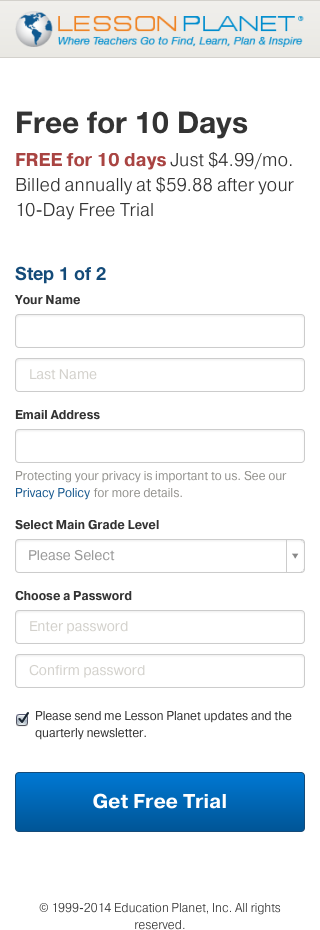 LESSON PLANET®
Where Teachers Go to Find, Learn, Plan & Inspire
Free for 10 Days
FREE for 10 days Just $4.99/mo.
Billed annually at $59.88 after your
10-Day Free Trial
Step 1 of 2
Your Name
Last Name
Email Address
Protecting your privacy is important to us. See our
Privacy Policy for more details.
Select Main Grade Level
Please Select
Choose a Password
Enter password
Confirm password
Please send me Lesson Planet updates and the
quarterly newsletter.
Get Free Trial
© 1999-2014 Education Planet, Inc. All rights
reserved.